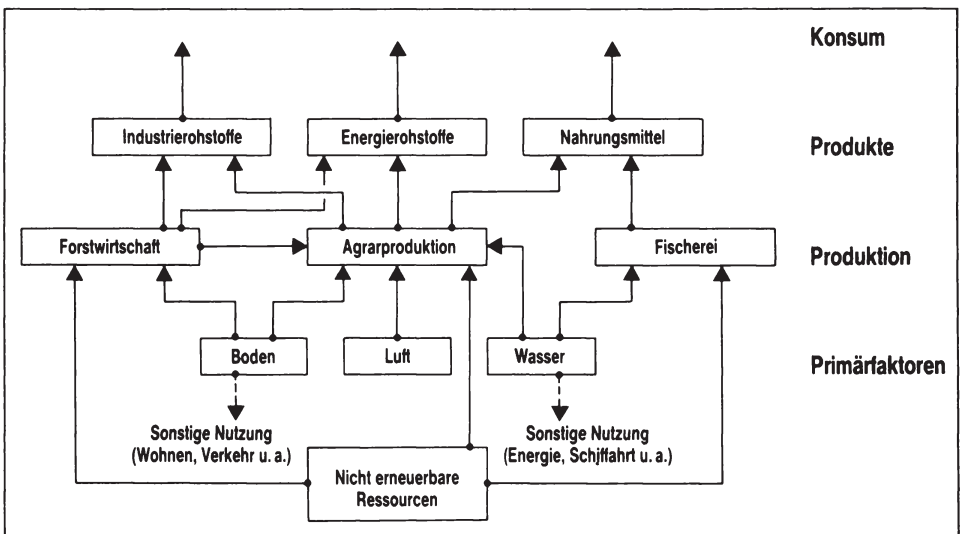 Konsum
Industrierohstoffe
Energierohstoffe
Nahrungsmittel
Produkte
Forstwirtschaft
Agrarproduktion
Fischerei
Produktion
Boden
Luft
Wasser
Primärfaktoren
Sonstige Nutzung
(Wohnen, Verkehr u. a.)
Sonstige Nutzung
(Energie, Schiffahrt u. a.)
Nicht erneuerbare
Ressourcen